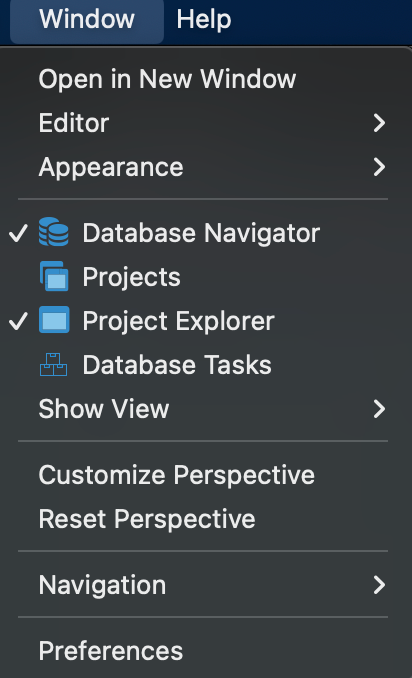 Window Help
Open in New Window
Editor
Appearance
Database Navigator
Projects
Project Explorer
Database Tasks
Show View
Customize Perspective
Reset Perspective
Navigation
Preferences